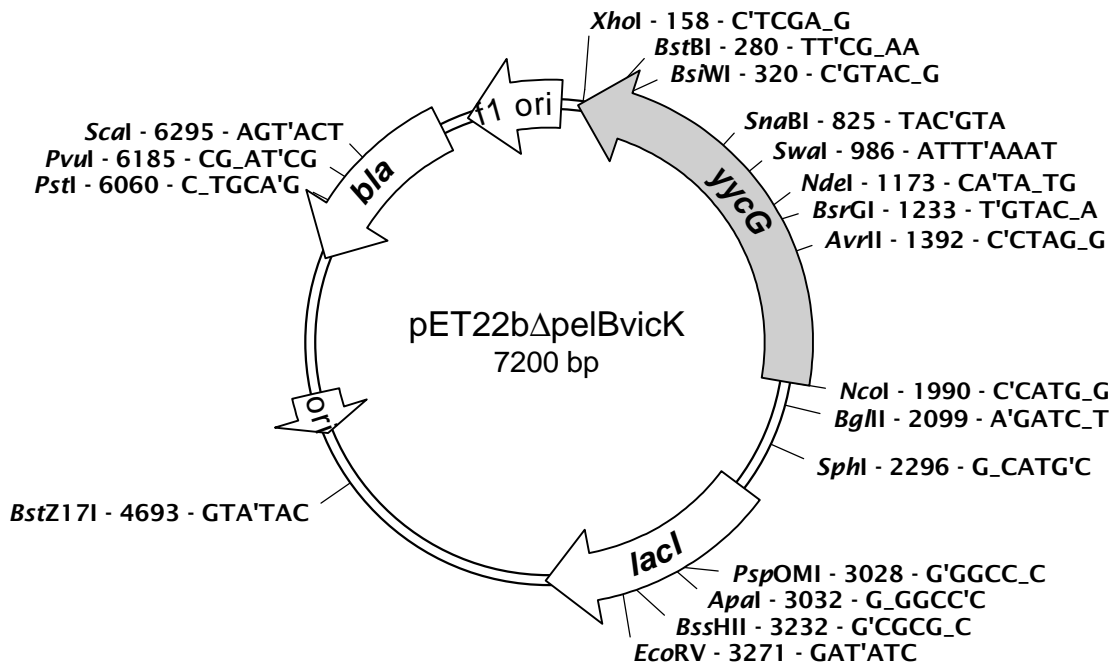 XhoI - 158 - C'TCGA_G
BstBI - 280 - TT'CG_AA
BsiWI - 320 - C'GTAC_G
f1 ori
ScaI - 6295 - AGT'ACT
PvuI - 6185 - CG_AT'CG
PstI - 6060 - C_TGCA'G
bla
yycG
SnaBI - 825 - TAC'GTA
SwaI - 986 - ATTT'AAAT
NdeI - 1173 - CA'TA_TG
BsrGI - 1233 - T'GTAC_A
AvrII - 1392 - C'CTAG_G
pET22bΔpelBvicK
7200 bp
NcoI - 1990 - C'CATG_G
BglII - 2099 - A'GATC_T
SphI - 2296 - G_CATG'C
ori
BstZ17I - 4693 - GTA'TAC
lacI
PspOMI - 3028 - G'GGCC_C
ApaI - 3032 - G_GGCC'C
BssHII - 3232 - G'CGCG_C
EcoRV - 3271 - GAT'ATC